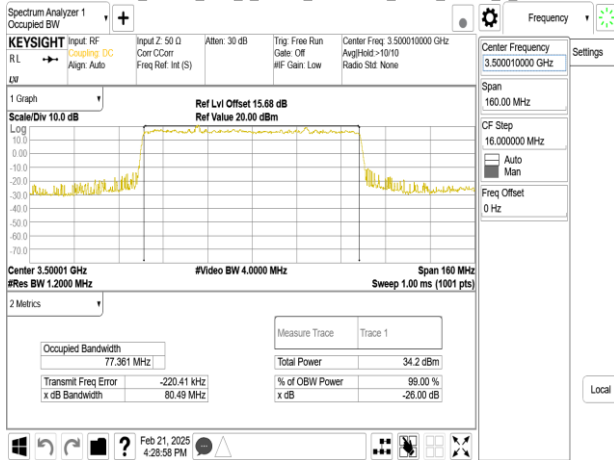 Spectrum Analyzer 1
Occupied BW
Frequency
KEYSIGHT
Input: RF
Coupling: DC
Align: Auto
Input Z: 50 Ω
Corr CCorr
Freq Ref: Int (S)
Atten: 30 dB
Trig: Free Run
Gate: Off
#IF Gain: Low
Center Freq: 3.500010000 GHz
Avg|Hold:>10/10
Radio Std: None
RL
LXI
Center Frequency
3.500010000 GHz
Settings
Span
160.00 MHz
CF Step
16.000000 MHz
Auto
Man
Freq Offset
0 Hz
Local
1 Graph
Scale/Div 10.0 dB
Ref Lvl Offset 15.68 dB
Ref Value 20.00 dBm
Log
10.0
0.00
-10.0
-20.0
-30.0
-40.0
-50.0
-60.0
-70.0
Center 3.50001 GHz
#Res BW 1.2000 MHz
#Video BW 4.0000 MHz
Span 160 MHz
Sweep 1.00 ms (1001 pts)
2 Metrics
Measure Trace Trace 1
Occupied Bandwidth
77.361 MHz
Total Power 34.2 dBm
Transmit Freq Error -220.41 kHz
% of OBW Power 99.00 %
x dB Bandwidth 80.49 MHz
x dB -26.00 dB
Feb 21, 2025
4:28:58 PM